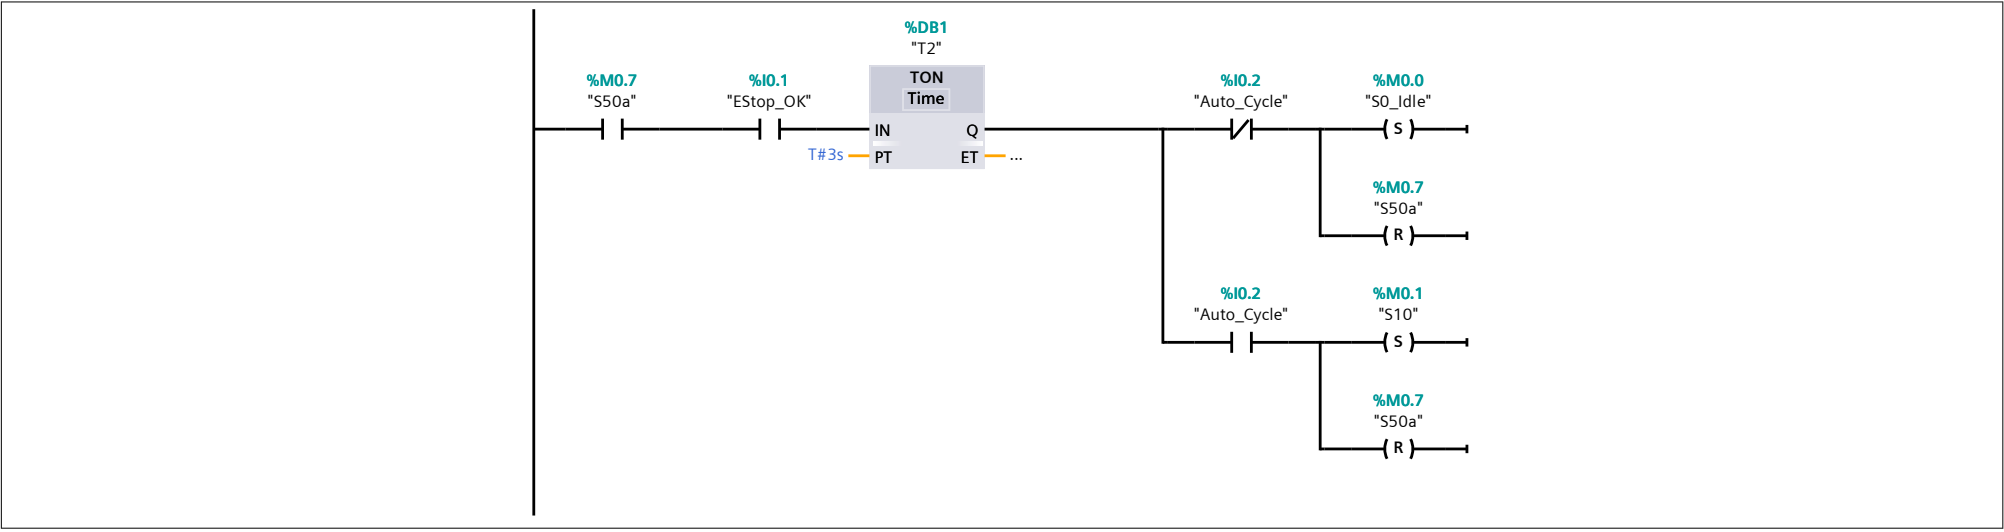 %DB1
"T2"
%M0.7
"S50a"
%I0.1
"EStop_OK"
TON
Time
IN
Q
T#3s
PT
ET
...
%I0.2
"Auto_Cycle"
%M0.0
"S0_Idle"
S
%M0.7
"S50a"
R
%I0.2
"Auto_Cycle"
%M0.1
"S10"
S
%M0.7
"S50a"
R